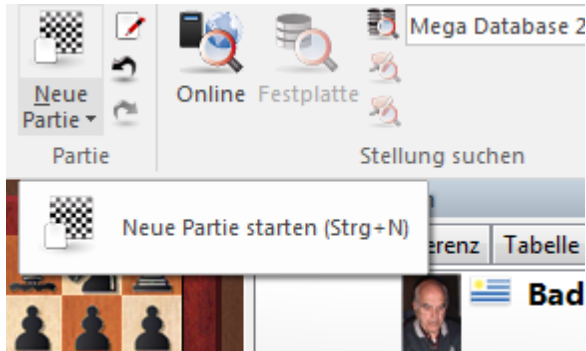 Mega Database 2
Neue
Partie
Online
Festplatte
Partie
Stellung suchen
Neue Partie starten (Strg+N)
erenz
Tabelle
Bad